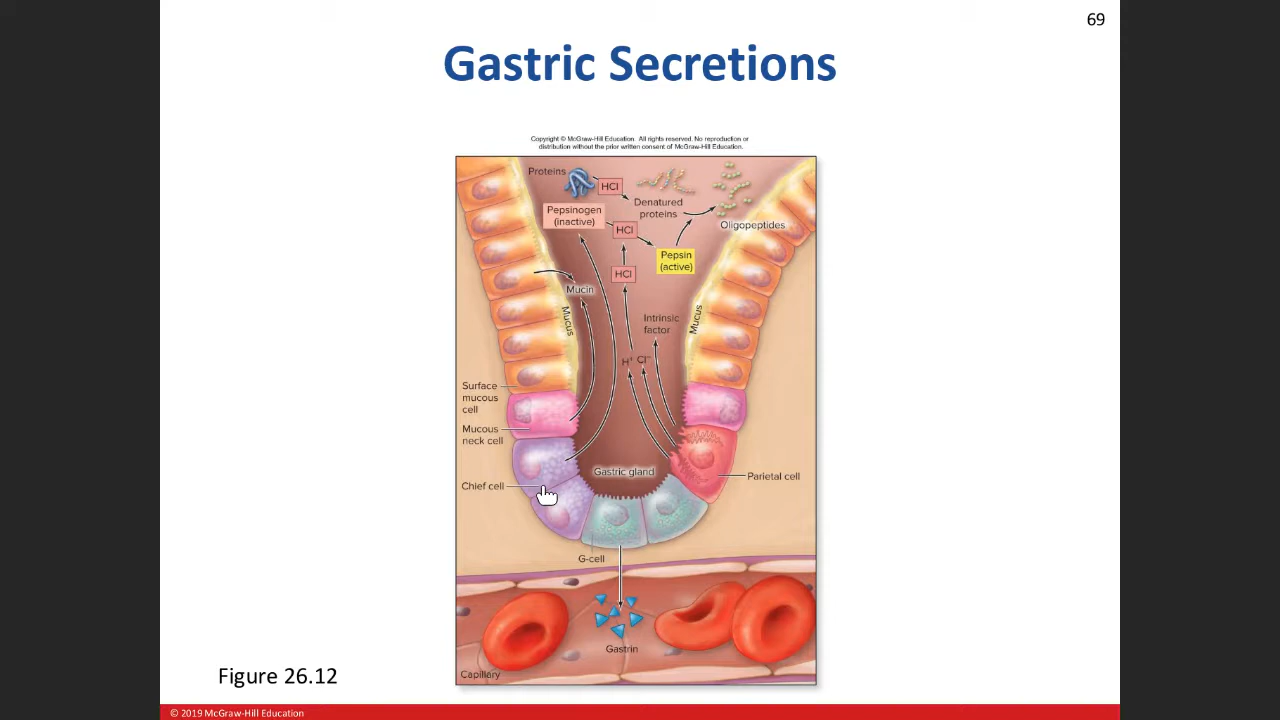 69
Gastric Secretions
Copyright © McGraw-Hill Education. All rights reserved. No reproduction or
distribution without the prior written consent of McGraw-Hill Education.
Proteins
HCl
Denatured
proteins
Pepsinogen
(inactive)
HCl
Oligopeptides
Pepsin
(active)
HCl
Mucin
Mucus
Mucus
Intrinsic
factor
H+ Cl−
Surface
mucous
cell
Mucous
neck cell
Gastric gland
Parietal cell
Chief cell
G-cell
Gastrin
Capillary
Figure 26.12
© 2019 McGraw-Hill Education